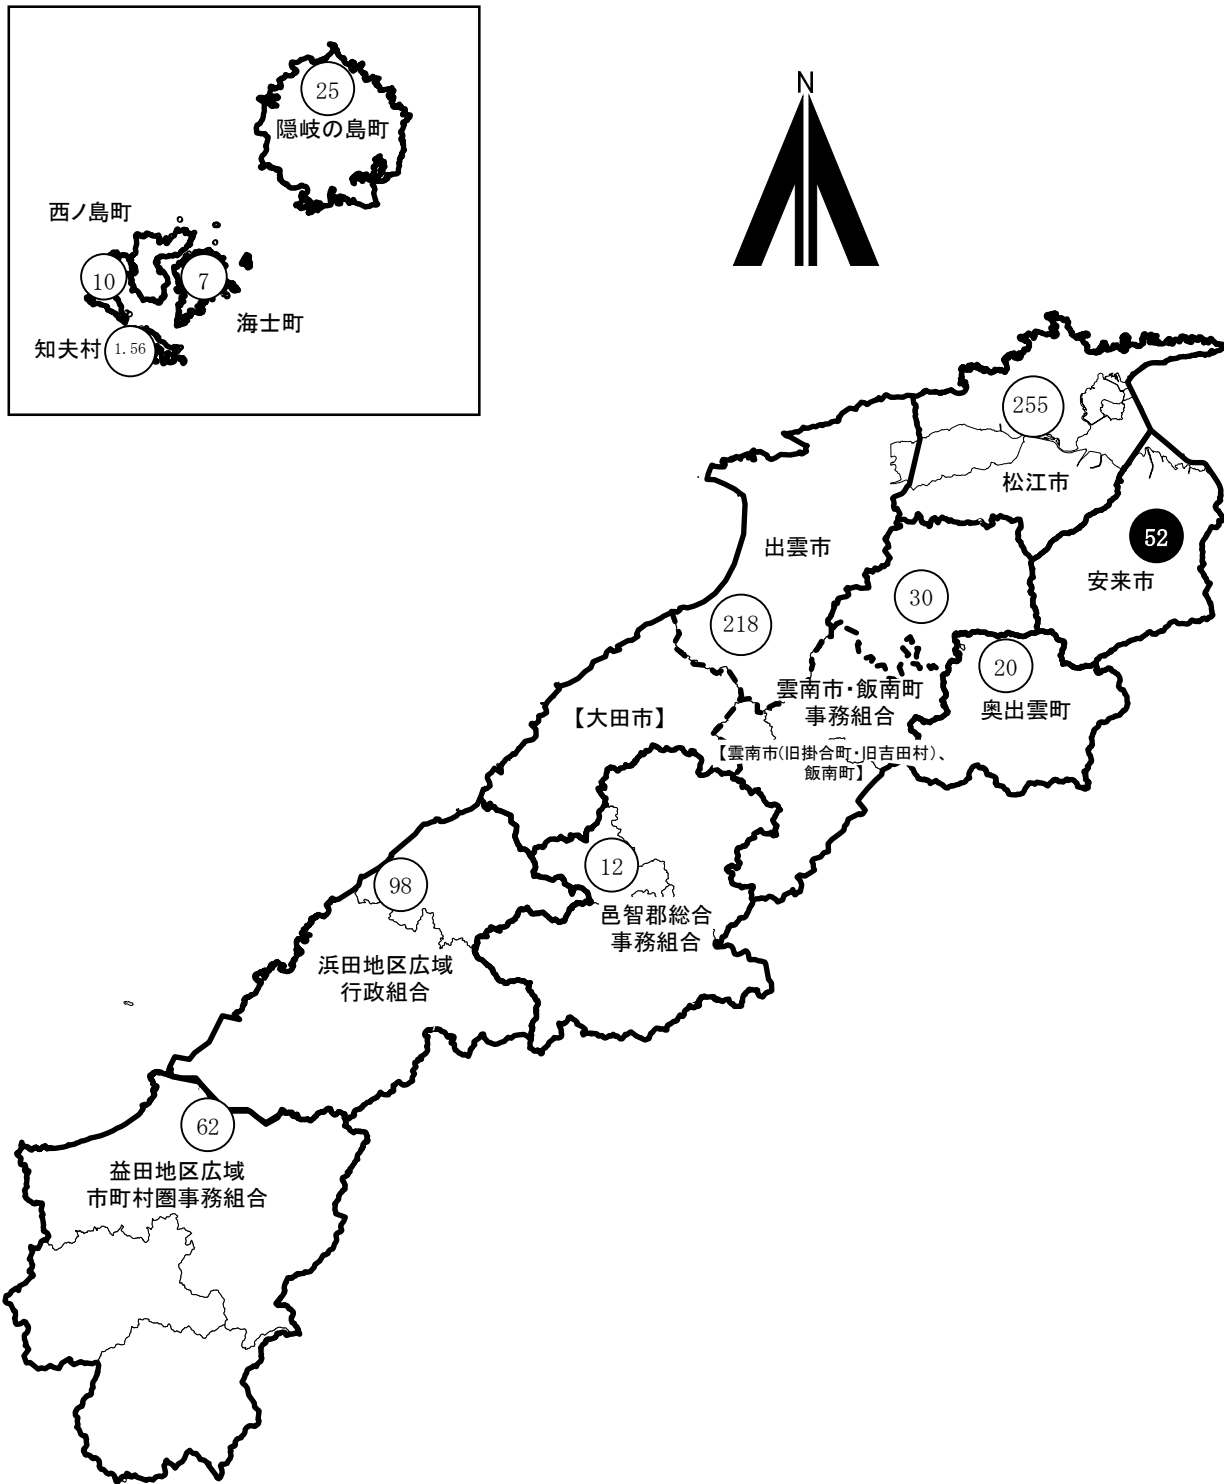 25
隠岐の島町
西ノ島町
10
7
海士町
知夫村
1.56
N
255
松江市
52
安来市
出雲市
218
30
20
奥出雲町
雲南市・飯南町
事務組合
【雲南市(旧掛合町・旧吉田村)、
飯南町】
【大田市】
12
邑智郡総合
事務組合
98
浜田地区広域
行政組合
62
益田地区広域
市町村圏事務組合